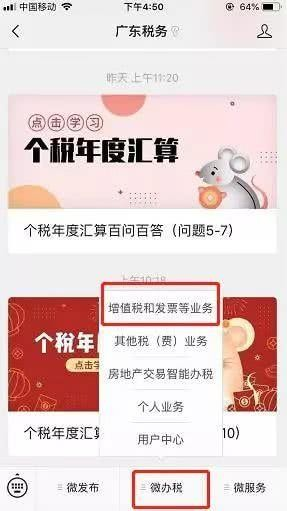 中国移动
下午4:50
64%
广东税务
昨天 上午11:20
点击学习
个税年度汇算
个税年度汇算百问百答（问题5-7）
上午10:18
增值税和发票等业务
其他税（费）业务
房地产交易智能办税
个人业务
用户中心
个税年度
点击学
个税年度汇
10)
微发布
微办税
微服务